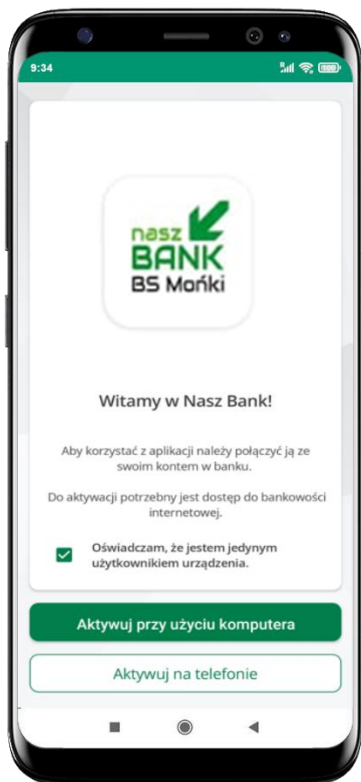 9:34
100
nasz
BANK
BS Mońki
Witamy w Nasz Bank!
Aby korzystać z aplikacji należy połączyć ją ze
swoim kontem w banku.
Do aktywacji potrzebny jest dostęp do bankowości
internetowej.
Oświadczam, że jestem jedynym
użytkownikiem urządzenia.
Aktywuj przy użyciu komputera
Aktywuj na telefonie